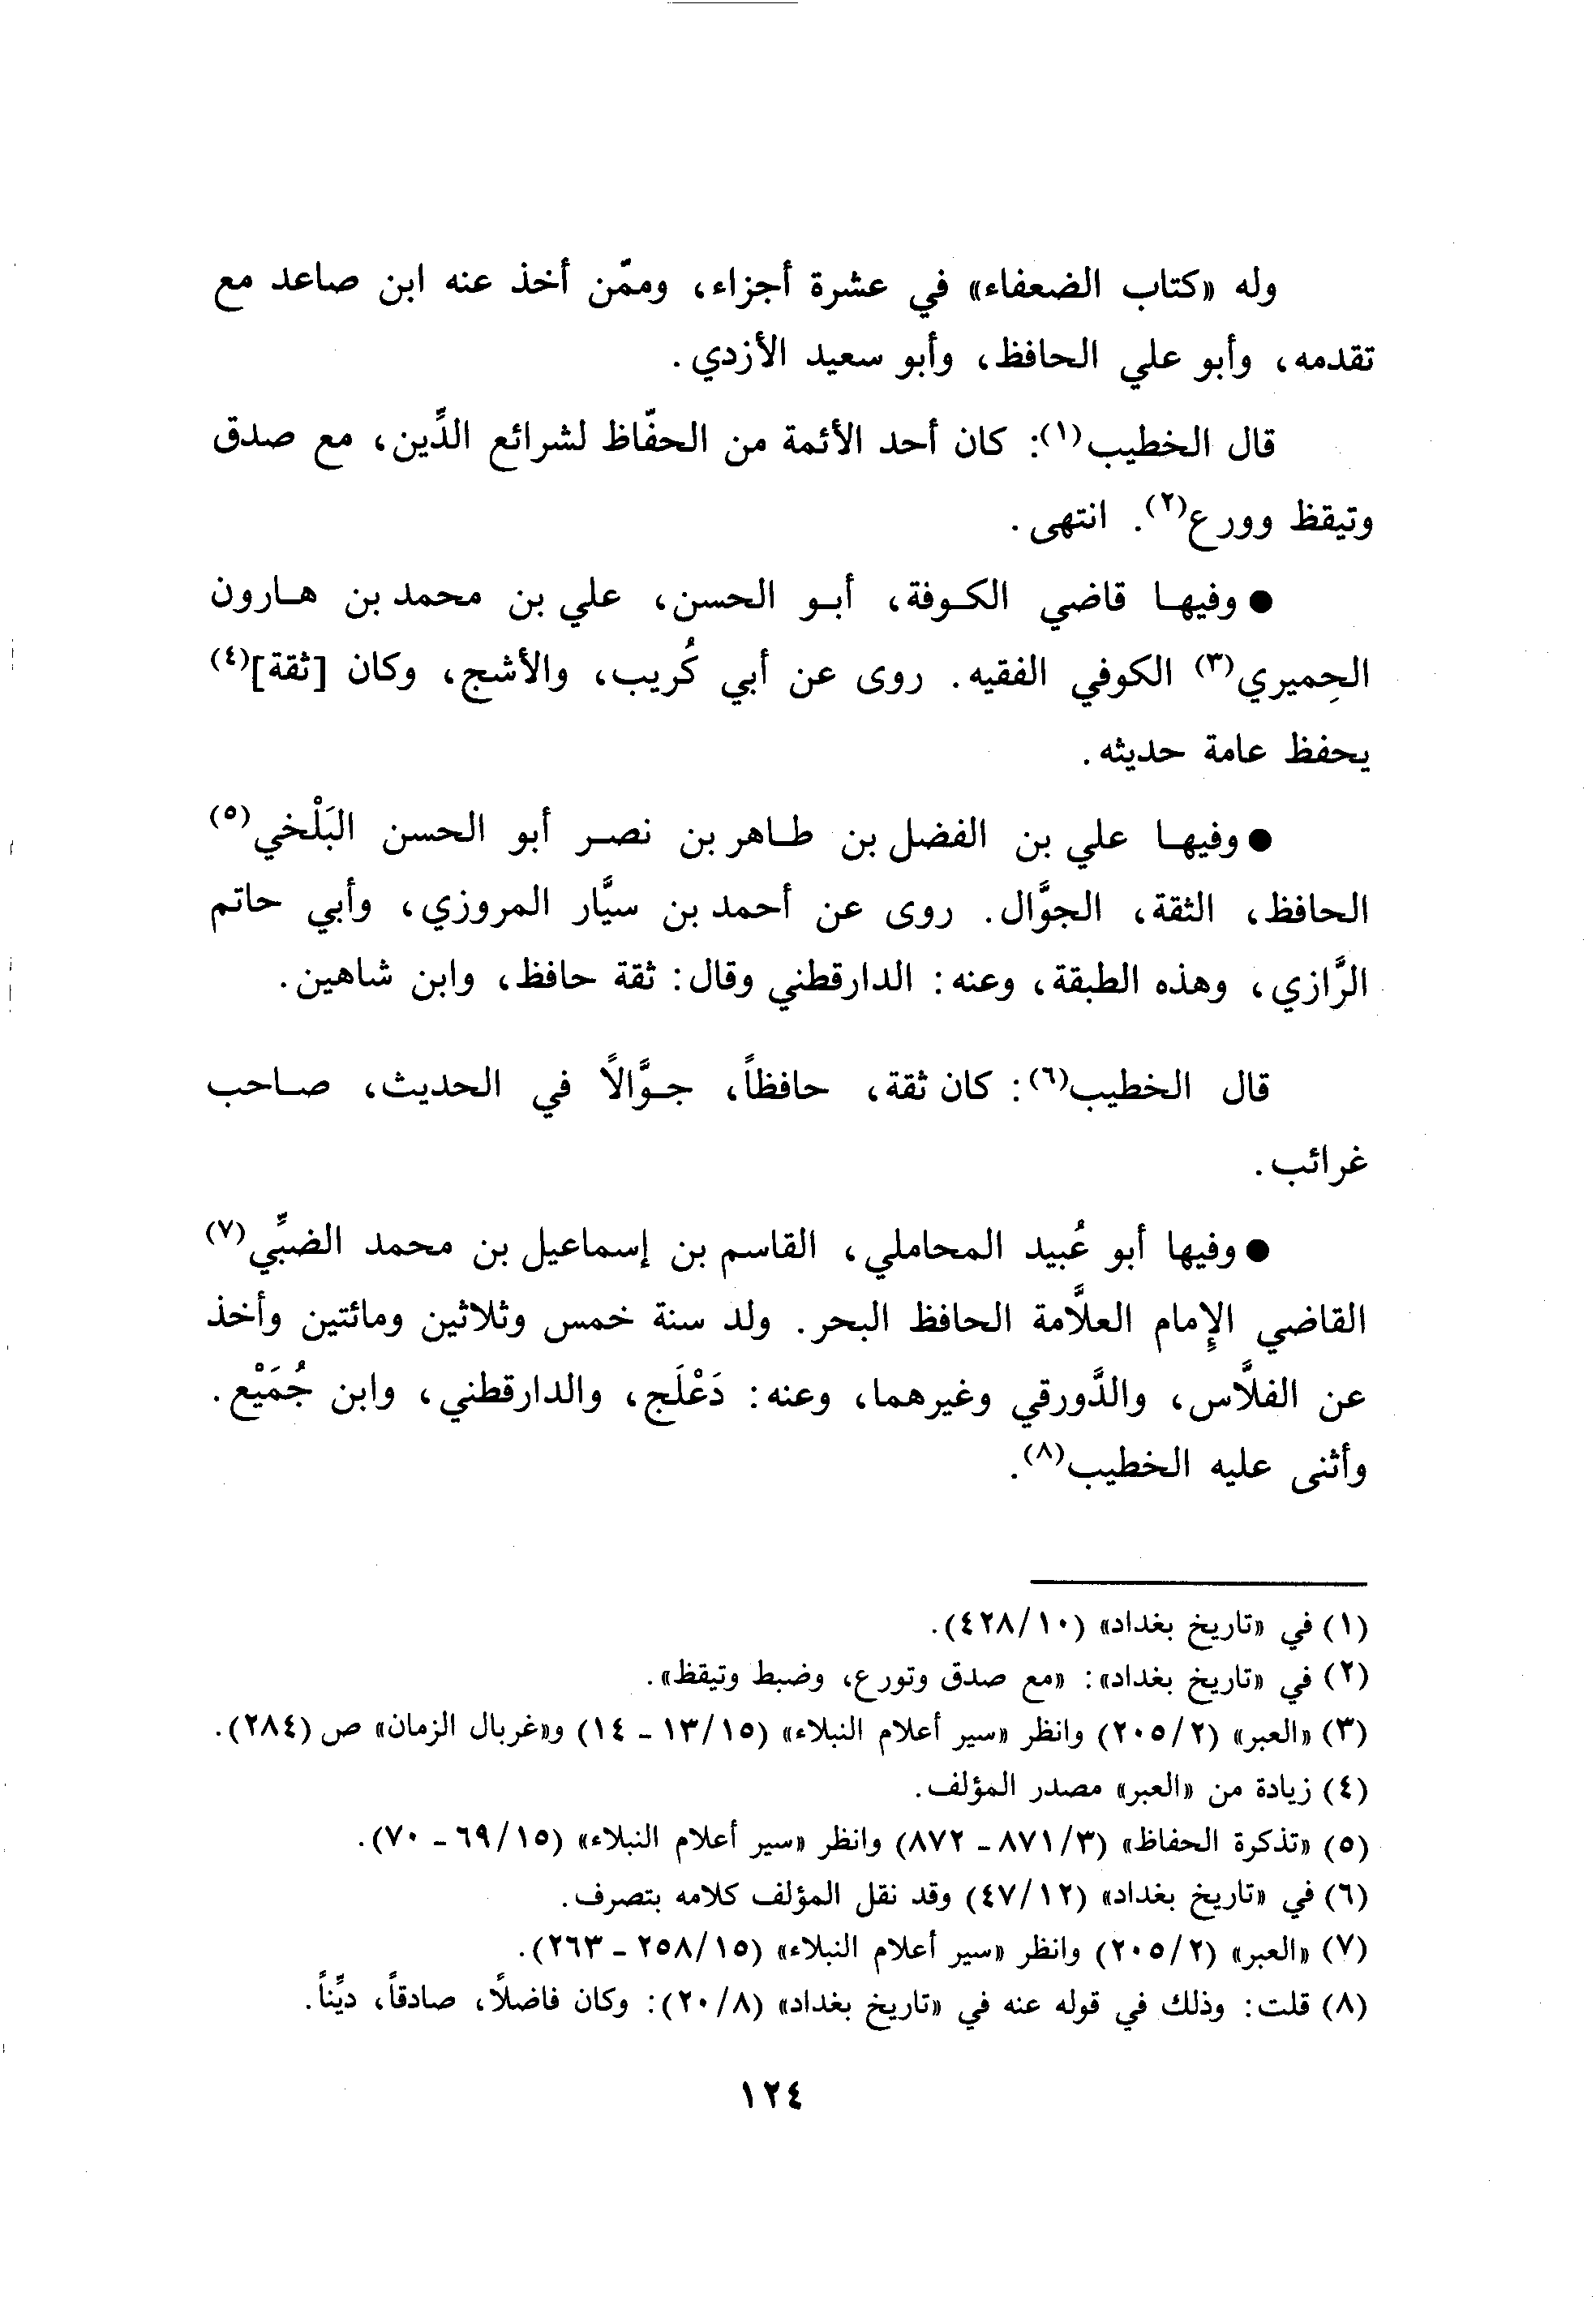 وله «كتاب الضعفاء» في عشرة أجزاء، وممّن أخذ عنه ابن صاعد مع
تقدمه، وأبو علي الحافظ، وأبو سعيد الأزدي.
قال الخطيب(١): كان أحد الأئمة من الحفّاظ لشرائع الدِّين، مع صدق
وتيقظ وورع(٢). انتهى.
● وفيها قاضي الكوفة، أبو الحسن، علي بن محمد بن هارون
الحِميري(٣) الكوفي الفقيه. روى عن أبي كُريب، والأشج، وكان [ثقة](٤)
يحفظ عامة حديثه.
● وفيها علي بن الفضل بن طاهر بن نصر أبو الحسن البَلْخي(٥)
الحافظ، الثقة، الجوَّال. روى عن أحمد بن سيَّار المروزي، وأبي حاتم
الرَّازي، وهذه الطبقة، وعنه: الدارقطني وقال: ثقة حافظ، وابن شاهين.
قال الخطيب(٦): كان ثقة، حافظاً، جوَّالاً في الحديث، صاحب
غرائب.
● وفيها أبو عُبيد المحاملي، القاسم بن إسماعيل بن محمد الضبِّي(٧)
القاضي الإمام العلاَّمة الحافظ البحر. ولد سنة خمس وثلاثين ومائتين وأخذ
عن الفلاَّس، والدَّورقي وغيرهما، وعنه: دَعْلَج، والدارقطني، وابن جُمَيْع.
وأثنى عليه الخطيب(٨).
(١) في «تاريخ بغداد» (٤٢٨/١٠).
(٢) في «تاريخ بغداد»: «مع صدق وتورع، وضبط وتيقظ».
(٣) «العبر» (٢٠٥/٢) وانظر «سير أعلام النبلاء» (١٣/١٥ - ١٤) و«غربال الزمان» ص (٢٨٤).
(٤) زيادة من «العبر» مصدر المؤلف.
(٥) «تذكرة الحفاظ» (٨٧١/٣ - ٨٧٢) وانظر «سير أعلام النبلاء» (٦٩/١٥ - ٧٠).
(٦) في «تاريخ بغداد» (٤٧/١٢) وقد نقل المؤلف كلامه بتصرف.
(٧) «العبر» (٢٠٥/٢) وانظر «سير أعلام النبلاء» (٢٥٨/١٥ - ٢٦٣).
(٨) قلت: وذلك في قوله عنه في «تاريخ بغداد» (٢٠/٨): وكان فاضلاً، صادقاً، ديِّناً.
١٢٤